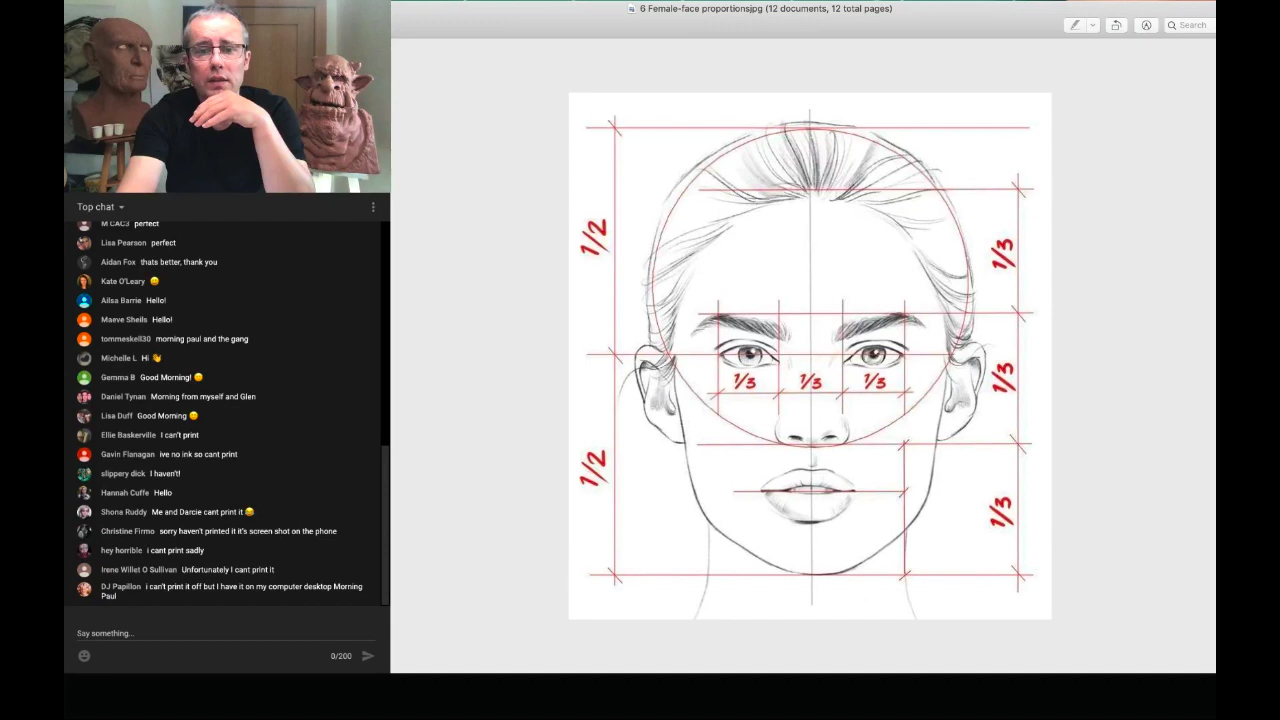 6 Female-face proportionsjpg (12 documents, 12 total pages)
Search
Top chat
M CAC3 perfect
Lisa Pearson perfect
Aidan Fox thats better, thank you
Kate O'Leary 😀
Ailsa Barrie Hello!
Maeve Sheils Hello!
tommeskell30 morning paul and the gang
Michelle L Hi 👋
Gemma B Good Morning! 😊
Daniel Tynan Morning from myself and Glen
Lisa Duff Good Morning 😊
Ellie Baskerville I can't print
Gavin Flanagan ive no ink so cant print
slippery dick I haven't!
Hannah Cuffe Hello
Shona Ruddy Me and Darcie cant print it 😂
Christine Firmo sorry haven't printed it it's screen shot on the phone
hey horrible i cant print sadly
Irene Willet O Sullivan Unfortunately I cant print it
DJ Papillon i can't print it off but I have it on my computer desktop Morning
Paul
Say something...
0/200
1/2
1/3
1/3 1/3 1/3
1/3
1/2
1/3